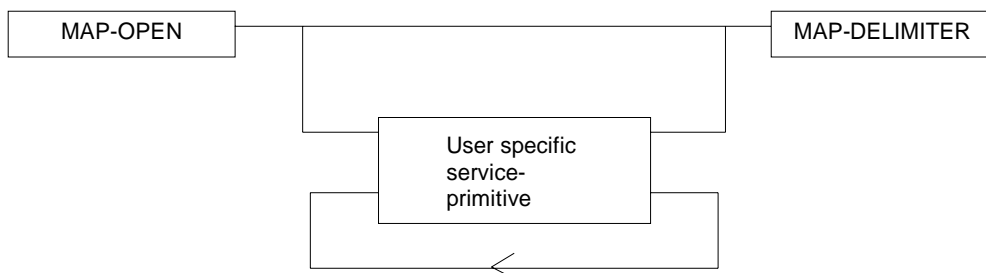 MAP-OPEN
MAP-DELIMITER
User specific
service-
primitive